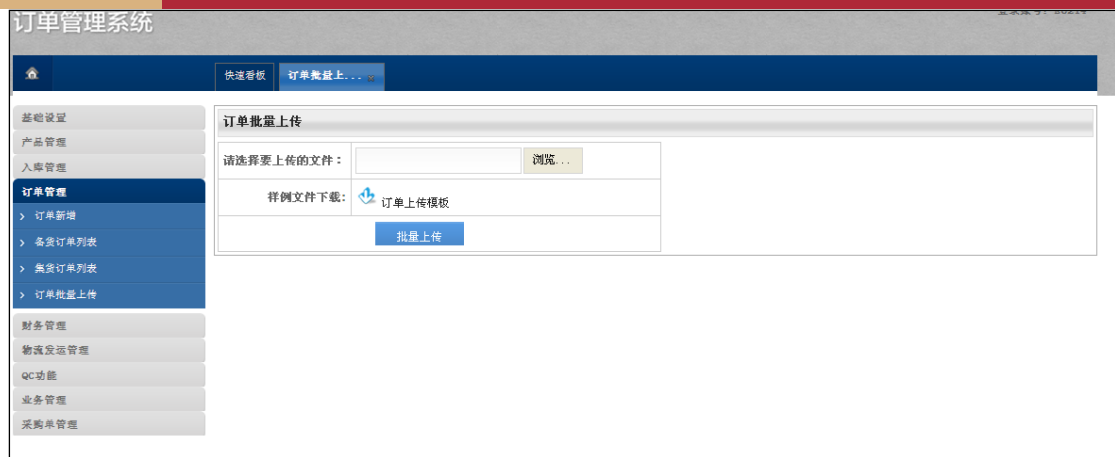 订单管理系统
快速看板
订单批量上...
基础设置
产品管理
入库管理
订单管理
订单新增
备货订单列表
集货订单列表
订单批量上传
财务管理
物流发运管理
QC功能
业务管理
采购单管理
订单批量上传
请选择要上传的文件：
浏览...
样例文件下载:
订单上传模板
批量上传